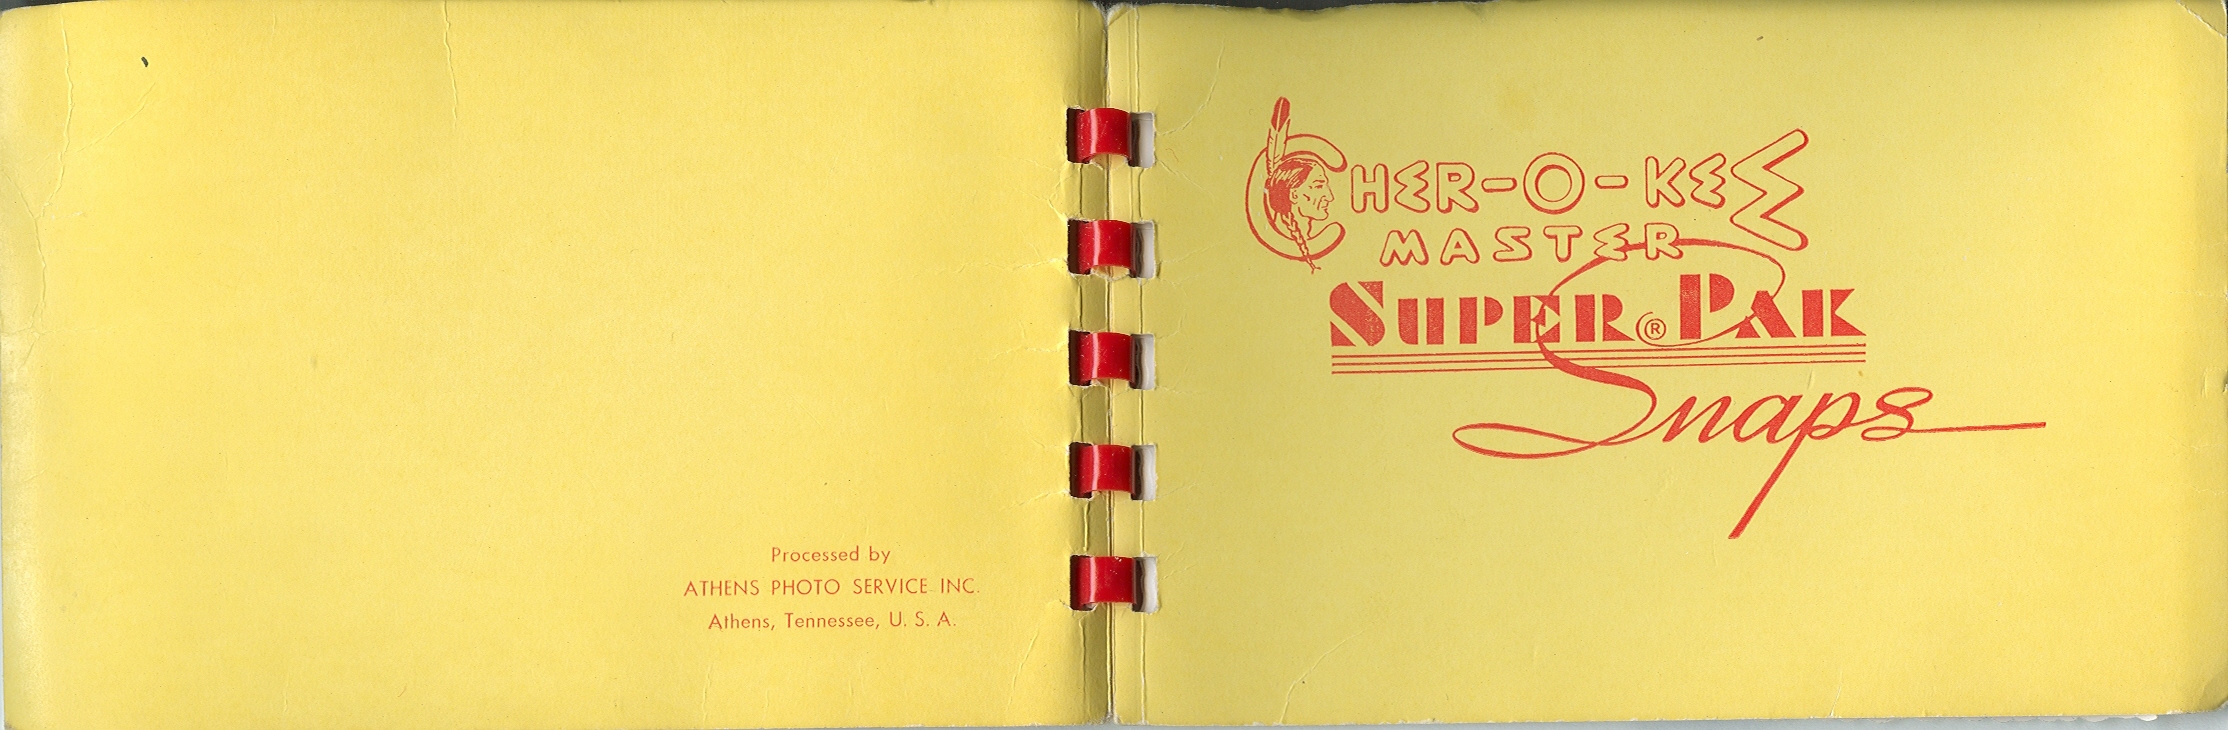 Processed by
ATHENS PHOTO SERVICE INC.
Athens, Tennessee, U. S. A.
CHER-O-KEE
MASTER
SUPER ® PAK
Snaps